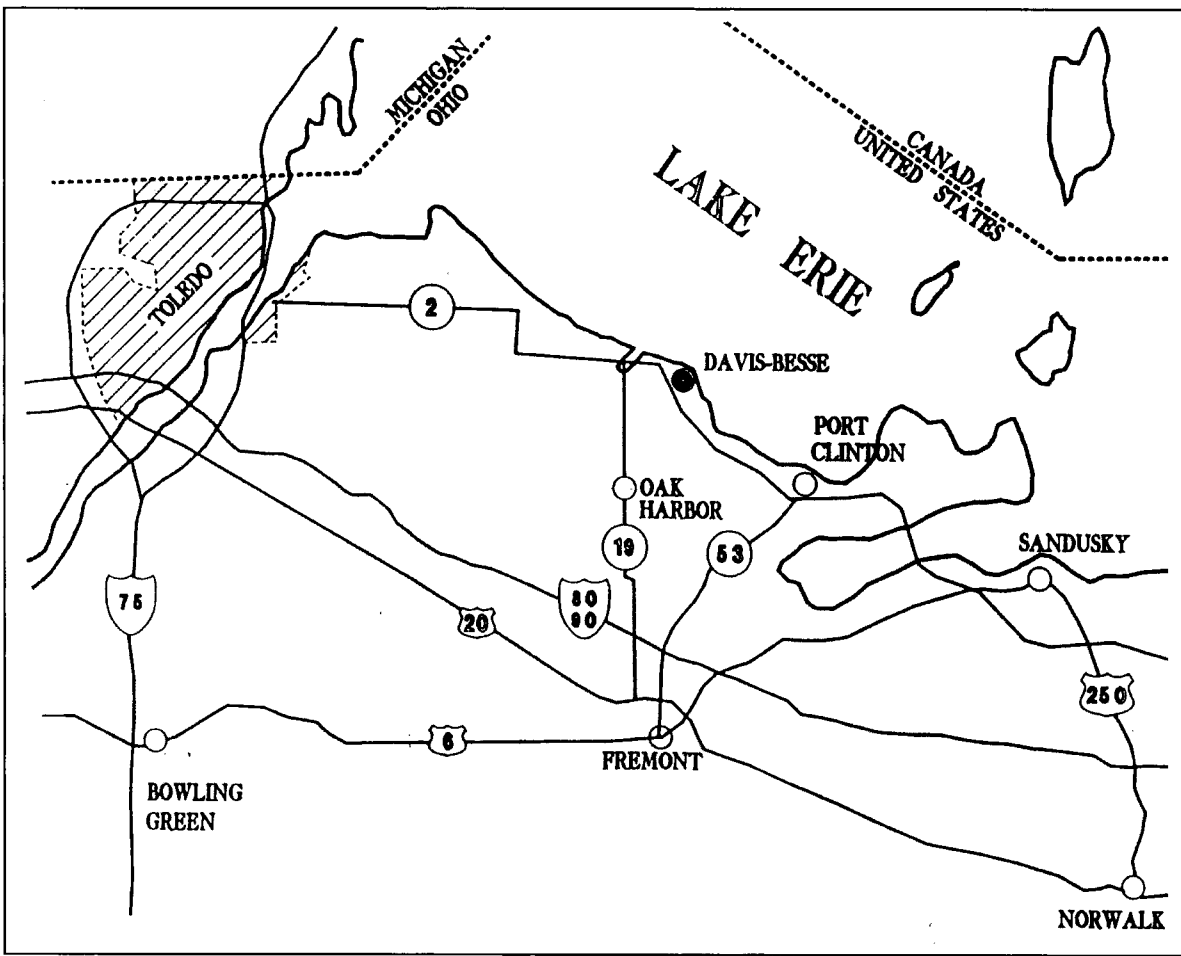 MICHIGAN
OHIO
CANADA
UNITED STATES
LAKE ERIE
TOLEDO
2
DAVIS-BESSE
PORT
CLINTON
OAK
HARBOR
19
53
SANDUSKY
75
80
90
20
250
6
FREMONT
BOWLING
GREEN
NORWALK